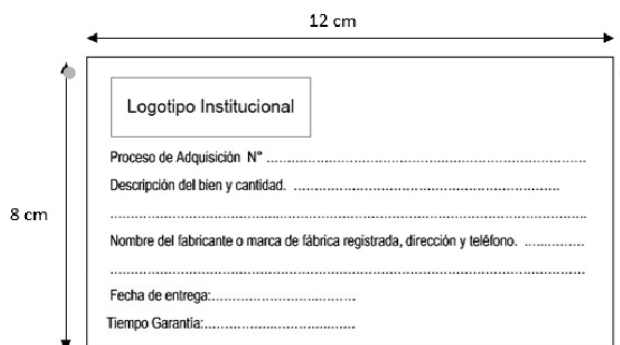 12 cm
Logotipo Institucional
Proceso de Adquisición N° ..........................................................................................
Descripción del bien y cantidad. ..........................................................................
......................................................................................................................................
8 cm
Nombre del fabricante o marca de fábrica registrada, dirección y teléfono. .................
......................................................................................................................................
Fecha de entrega:........................................
Tiempo Garantía:..........................................